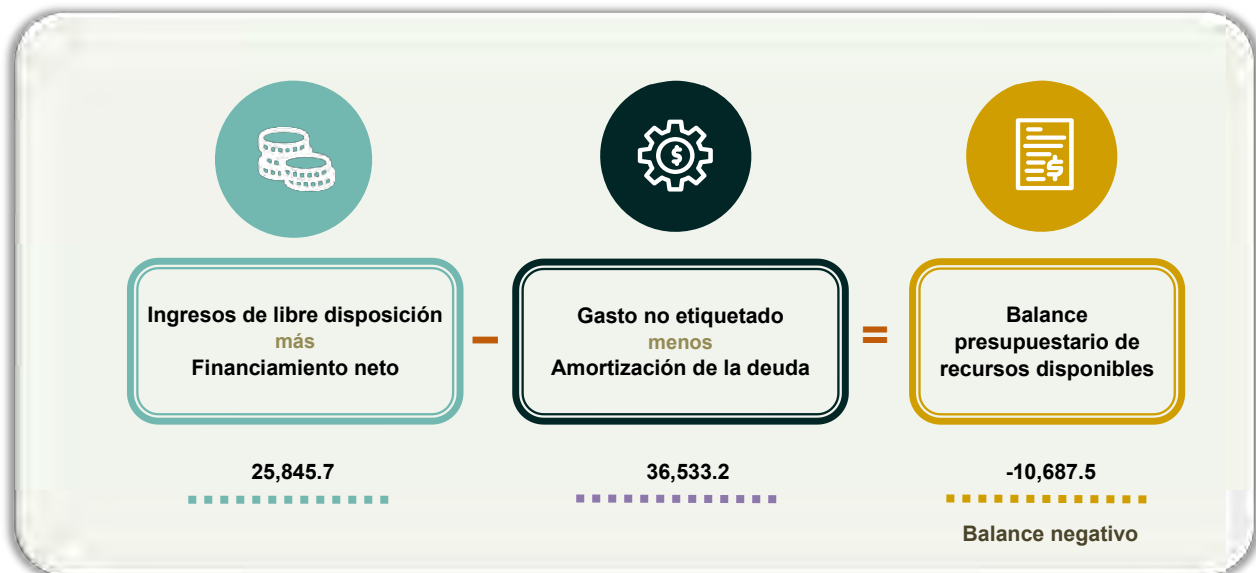 Ingresos de libre disposición
más
Financiamiento neto
–
Gasto no etiquetado
menos
Amortización de la deuda
=
Balance
presupuestario de
recursos disponibles
25,845.7
36,533.2
-10,687.5
Balance negativo